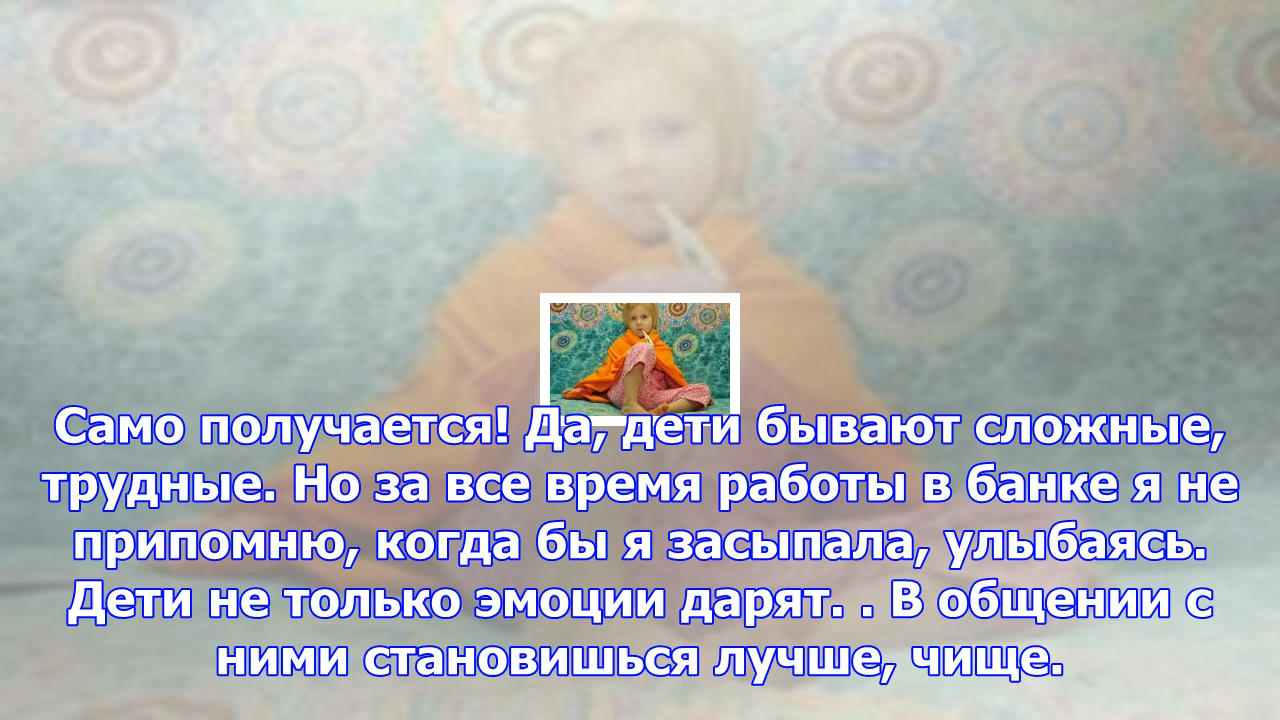 Само получается! Да, дети бывают сложные,
трудные. Но за все время работы в банке я не
припомню, когда бы я засыпала, улыбаясь.
Дети не только эмоции дарят. . В общении с
ними становишься лучше, чище.